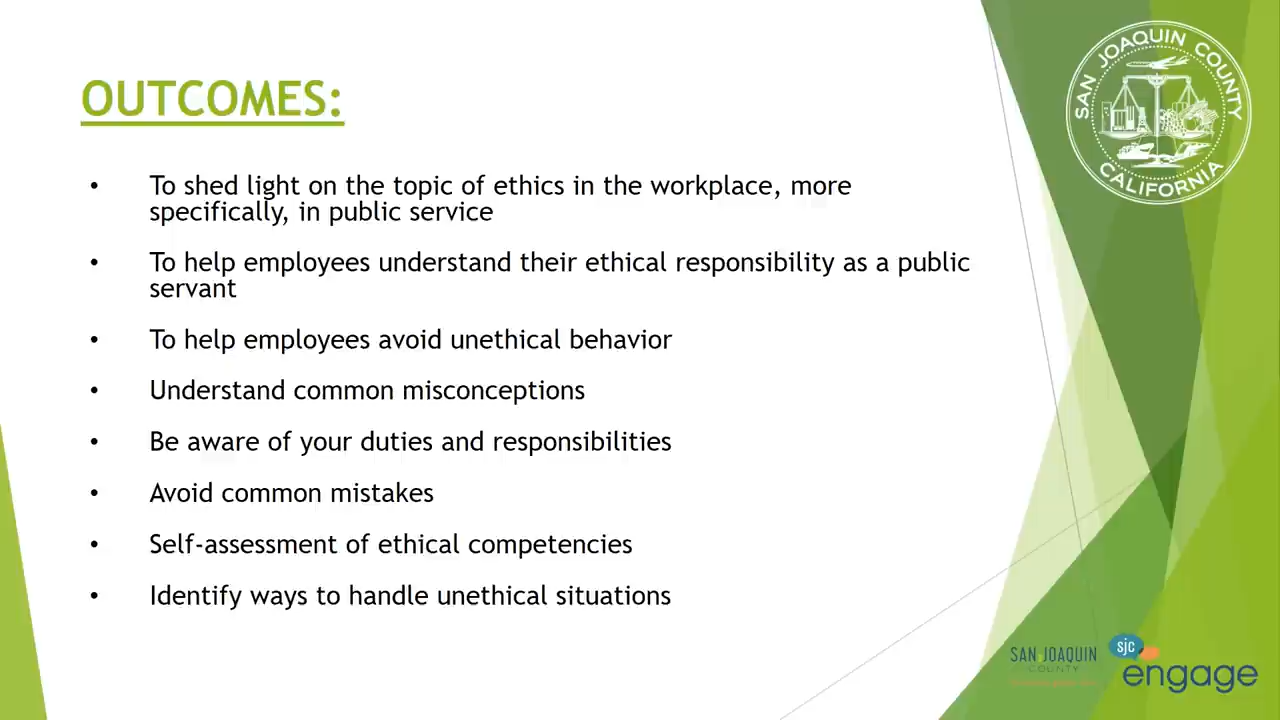 SAN JOAQUIN COUNTY
CALIFORNIA
OUTCOMES:
• To shed light on the topic of ethics in the workplace, more
specifically, in public service
• To help employees understand their ethical responsibility as a public
servant
• To help employees avoid unethical behavior
• Understand common misconceptions
• Be aware of your duties and responsibilities
• Avoid common mistakes
• Self-assessment of ethical competencies
• Identify ways to handle unethical situations
SAN JOAQUIN
COUNTY
sjc
engage